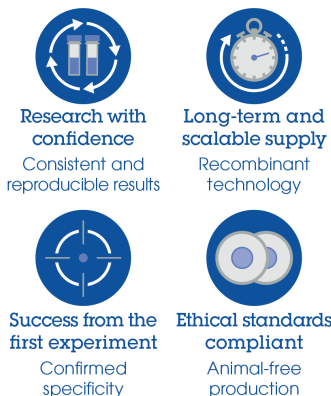 Research with
confidence
Consistent and
reproducible results
Long-term and
scalable supply
Recombinant
technology
Success from the
first experiment
Confirmed
specificity
Ethical standards
compliant
Animal-free
production